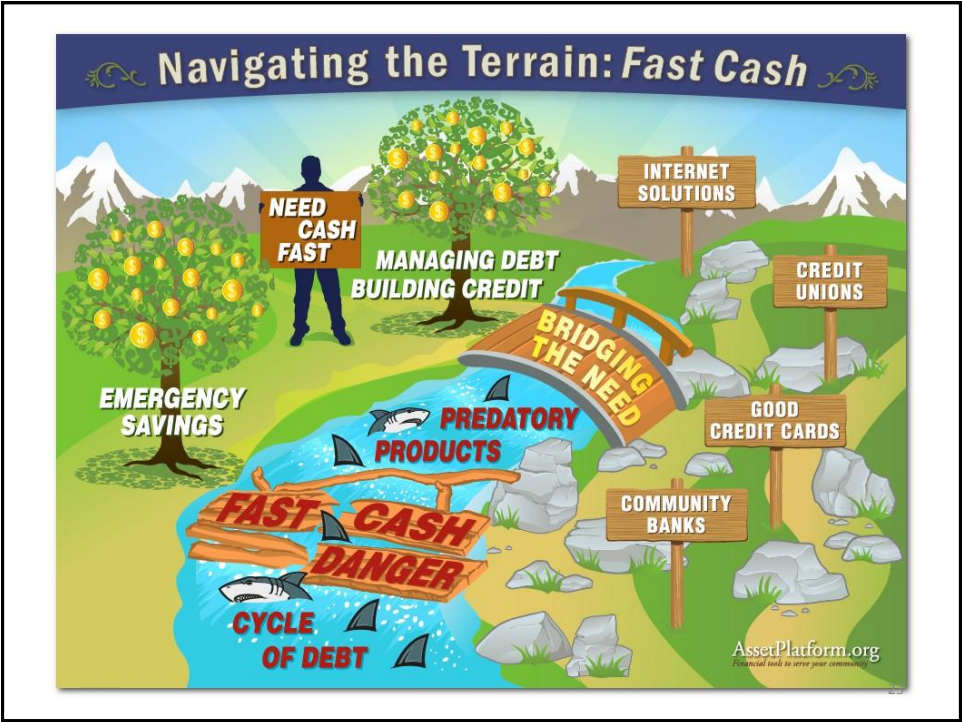 Navigating the Terrain: Fast Cash
NEED
CASH
FAST
INTERNET
SOLUTIONS
MANAGING DEBT
BUILDING CREDIT
CREDIT
UNIONS
BRIDGING
THE NEED
EMERGENCY
SAVINGS
PREDATORY
PRODUCTS
GOOD
CREDIT CARDS
FAST CASH
DANGER
COMMUNITY
BANKS
CYCLE
OF DEBT
AssetPlatform.org
Financial tools to serve your community